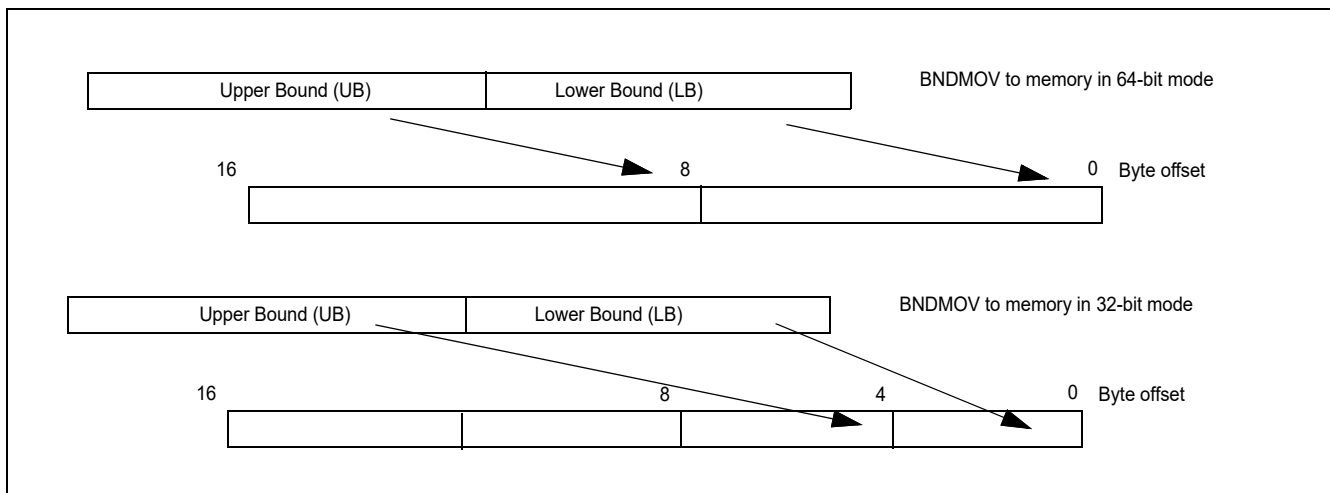 Upper Bound (UB) Lower Bound (LB) BNDMOV to memory in 64-bit mode
16 8 0 Byte offset
Upper Bound (UB) Lower Bound (LB) BNDMOV to memory in 32-bit mode
16 8 4 0 Byte offset